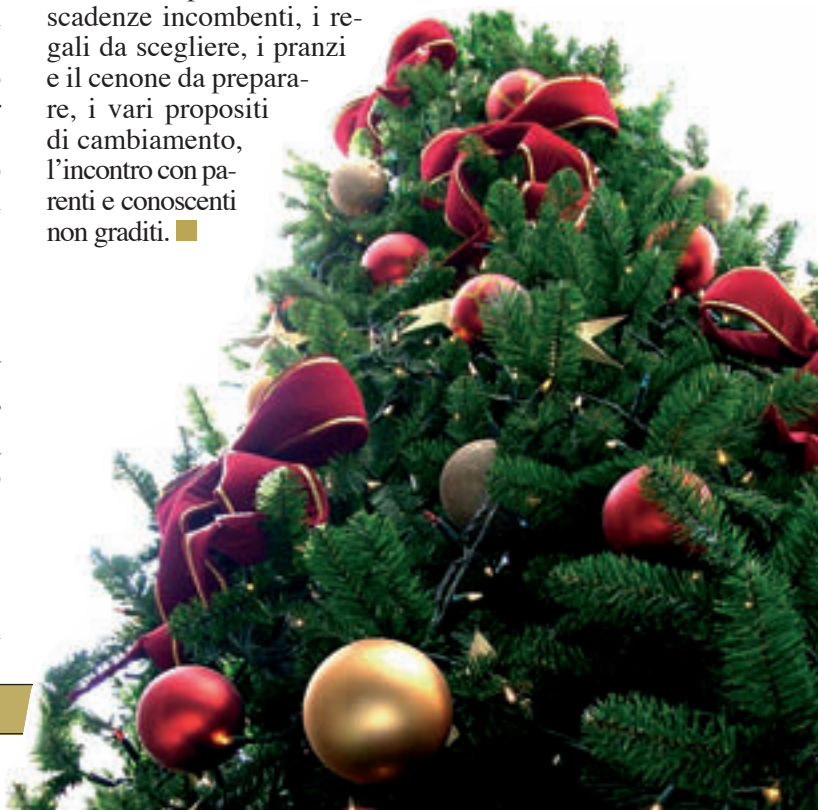 scadenze incombenti, i re-
gali da scegliere, i pranzi
e il cenone da prepara-
re, i vari propositi
di cambiamento,
l’incontro con pa-
renti e conoscenti
non graditi.